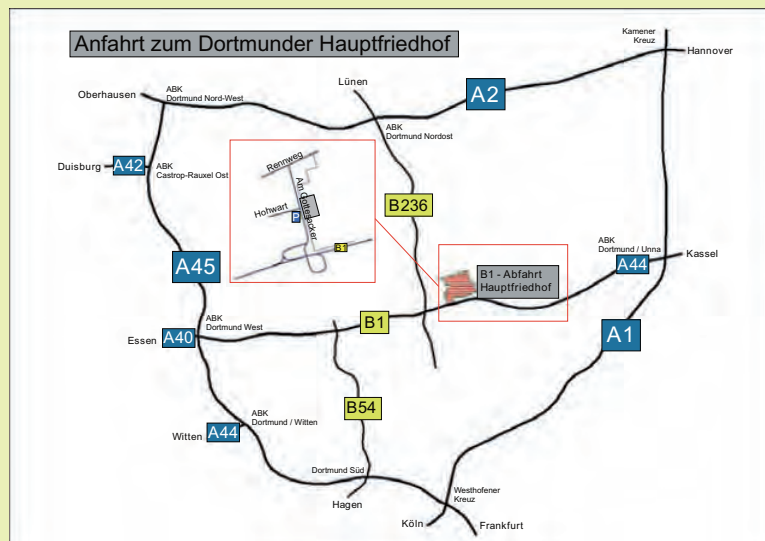 Anfahrt zum Dortmunder Hauptfriedhof
Kamener
Kreuz
Hannover
Oberhausen
ABK
Dortmund Nord-West
Lünen
A2
ABK
Dortmund Nordost
Duisburg
A42
ABK
Castrop-Rauxel Ost
Rennweg
Am Gottesacker
Hohwart
P
B1
B236
A45
B1 - Abfahrt
Hauptfriedhof
ABK
Dortmund / Unna
A44
Kassel
ABK
Dortmund West
Essen
A40
B1
A1
B54
ABK
Dortmund / Witten
Witten
A44
Dortmund Süd
Hagen
Westhofener
Kreuz
Köln
Frankfurt